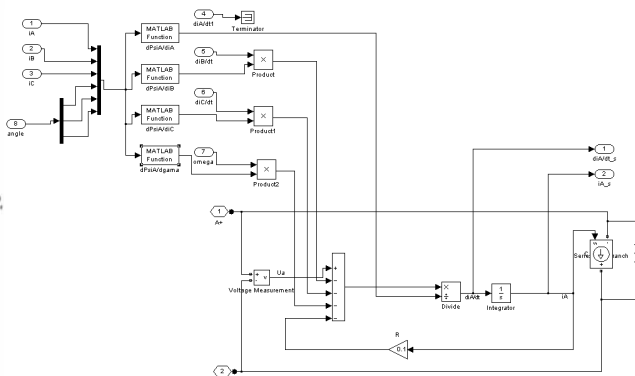 1
iA
2
iB
3
iC
8
angle
MATLAB
Function
dPsiA/diA
MATLAB
Function
dPsiA/diB
MATLAB
Function
dPsiA/diC
MATLAB
Function
dPsiA/dgama
4
diA/dt1
Terminator
5
diB/dt
×
Product
6
diC/dt
×
Product1
7
omega
×
Product2
1
diA/dt_s
2
iA_s
1
A+
+
-
v
Voltage Measurement
Ua
+
−
−
−
−
×
÷
Divide
diA/dt
1
s
Integrator
iA
R
0.1
2